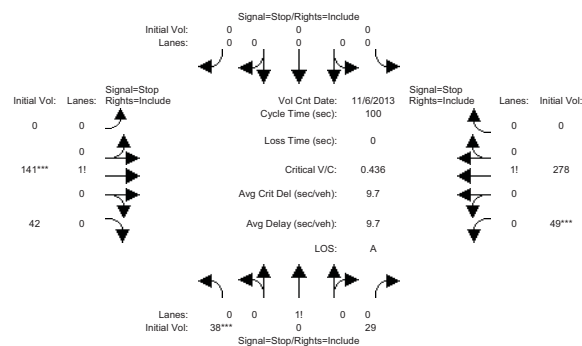 Signal=Stop/Rights=Include
Initial Vol: 0 0 0
Lanes: 0 0 0 0 0
Signal=Stop
Initial Vol: Lanes: Rights=Include
Vol Cnt Date: 11/6/2013
Signal=Stop
Rights=Include Lanes: Initial Vol:
Cycle Time (sec): 100
0 0
0 0
Loss Time (sec): 0
0
0
141*** 1!
Critical V/C: 0.436
1! 278
0
Avg Crit Del (sec/veh): 9.7
0
42 0
Avg Delay (sec/veh): 9.7
0 49***
LOS: A
Lanes: 0 0 1! 0 0
Initial Vol: 38*** 0 29
Signal=Stop/Rights=Include